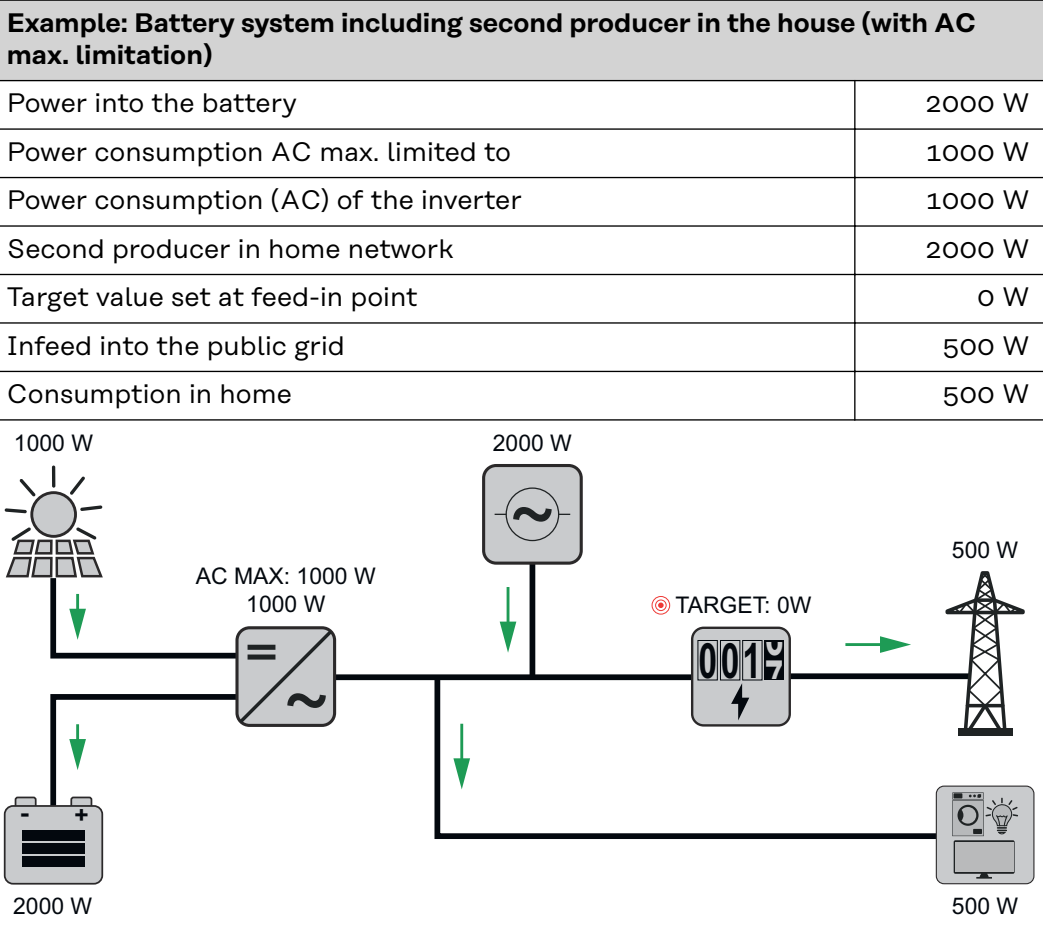 Example: Battery system including second producer in the house (with AC
max. limitation)
Power into the battery 2000 W
Power consumption AC max. limited to 1000 W
Power consumption (AC) of the inverter 1000 W
Second producer in home network 2000 W
Target value set at feed-in point 0 W
Infeed into the public grid 500 W
Consumption in home 500 W
1000 W
2000 W
500 W
AC MAX: 1000 W
1000 W
TARGET: 0W
001
- +
2000 W
500 W